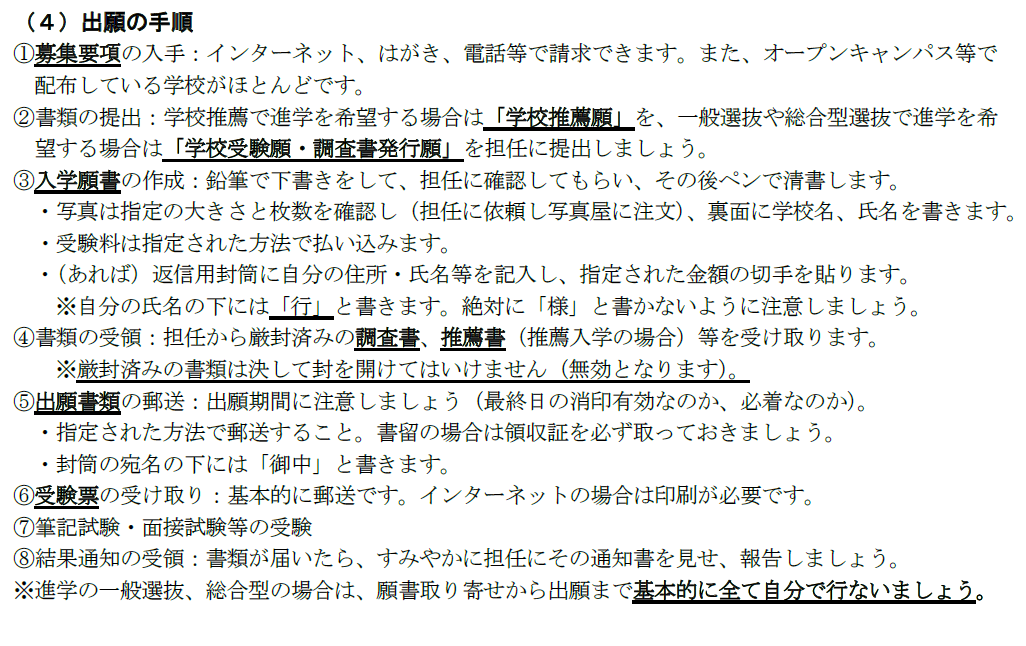 （４）出願の手順
①募集要項の入手：インターネット、はがき、電話等で請求できます。また、オープンキャンパス等で
配布している学校がほとんどです。
②書類の提出：学校推薦で進学を希望する場合は「学校推薦願」を、一般選抜や総合型選抜で進学を希
望する場合は「学校受験願・調査書発行願」を担任に提出しましょう。
③入学願書の作成：鉛筆で下書きをして、担任に確認してもらい、その後ペンで清書します。
・写真は指定の大きさと枚数を確認し（担任に依頼し写真屋に注文）、裏面に学校名、氏名を書きます。
・受験料は指定された方法で払い込みます。
・（あれば）返信用封筒に自分の住所・氏名等を記入し、指定された金額の切手を貼ります。
※自分の氏名の下には「行」と書きます。絶対に「様」と書かないように注意しましょう。
④書類の受領：担任から厳封済みの調査書、推薦書（推薦入学の場合）等を受け取ります。
※厳封済みの書類は決して封を開けてはいけません（無効となります）。
⑤出願書類の郵送：出願期間に注意しましょう（最終日の消印有効なのか、必着なのか）。
・指定された方法で郵送すること。書留の場合は領収証を必ず取っておきましょう。
・封筒の宛名の下には「御中」と書きます。
⑥受験票の受け取り：基本的に郵送です。インターネットの場合は印刷が必要です。
⑦筆記試験・面接試験等の受験
⑧結果通知の受領：書類が届いたら、すみやかに担任にその通知書を見せ、報告しましょう。
※進学の一般選抜、総合型の場合は、願書取り寄せから出願まで基本的に全て自分で行ないましょう。